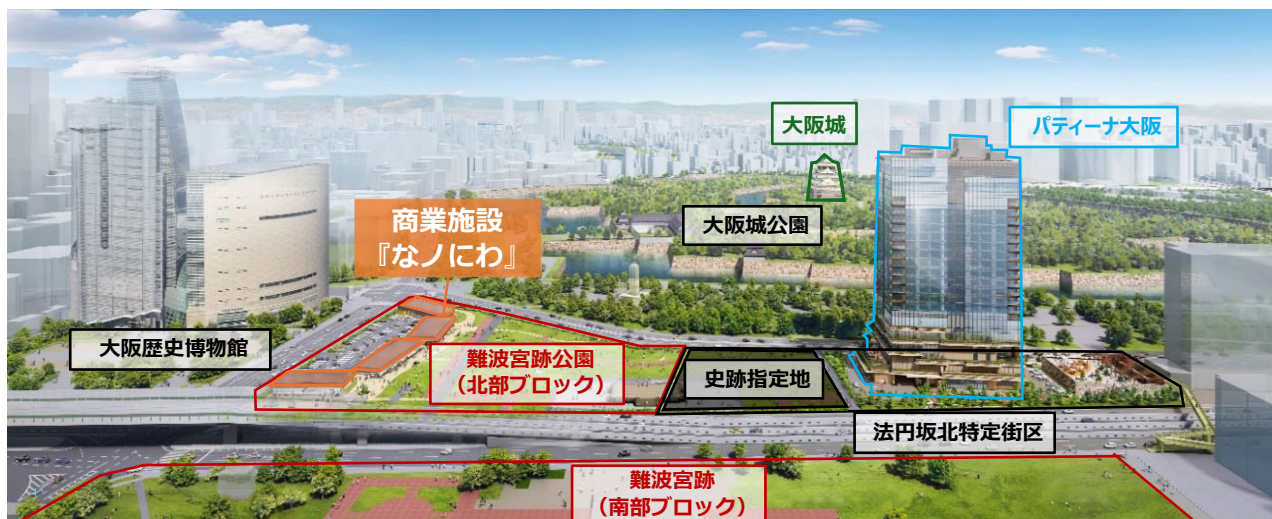 大阪城
パティーナ大阪
商業施設
『なノにわ』
大阪城公園
大阪歴史博物館
難波宮跡公園
（北部ブロック）
史跡指定地
法円坂北特定街区
難波宮跡
（南部ブロック）